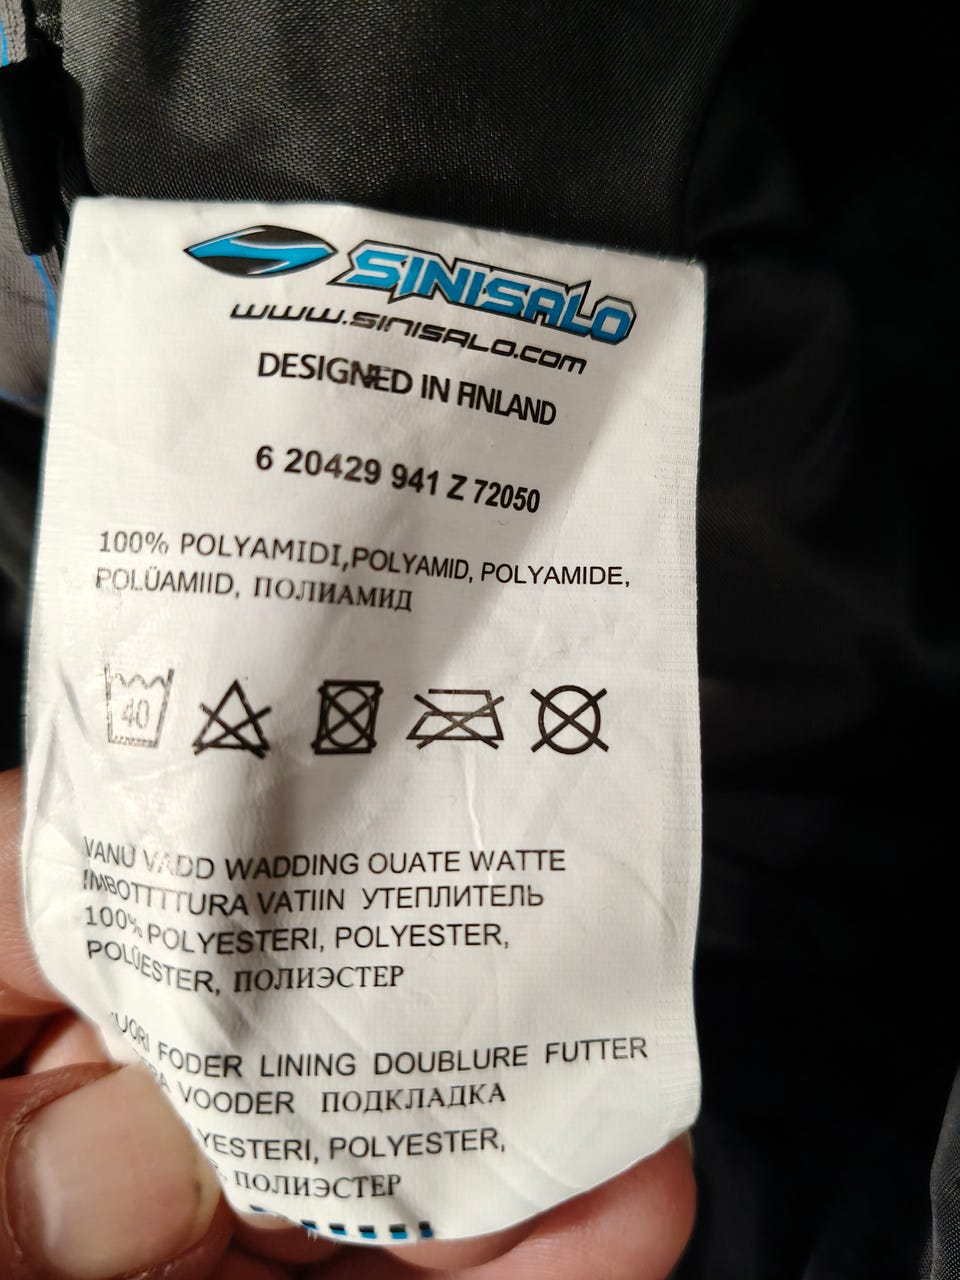 SINISALO
www.sinisalo.com
DESIGNED IN FINLAND
6 20429 941 Z 72050
100% POLYAMIDI,POLYAMID, POLYAMIDE,
POLÜAMIID, ПОЛИАМИД
40
VANU VADD WADDING OUATE WATTE
IMBOTTITURA VATIIN УТЕПЛИТЕЛЬ
100% POLYESTERI, POLYESTER,
POLÜESTER, ПОЛИЭСТЕР
FODER LINING DOUBLURE FUTTER
VOODER ПОДКЛАДКА
YESTERI, POLYESTER,
ПОЛИЭСТЕР